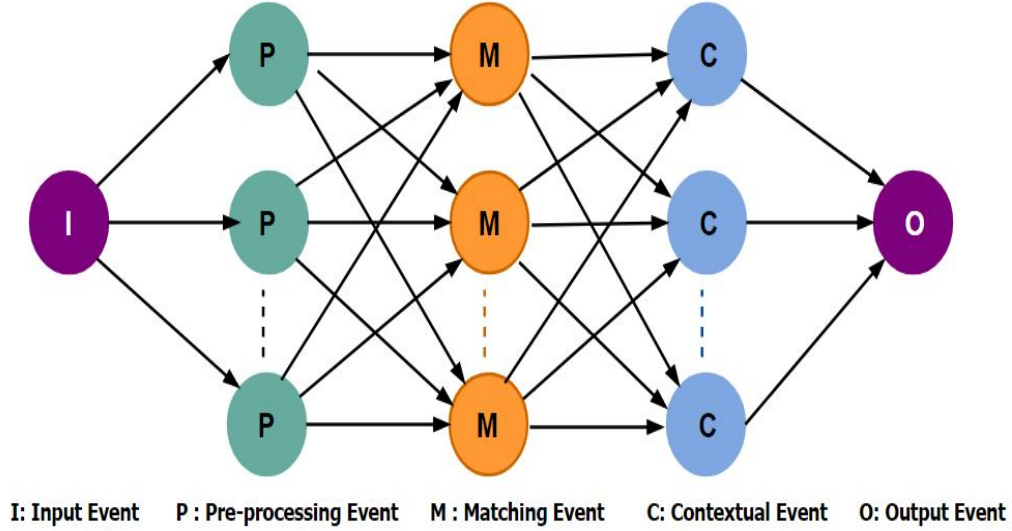 P M C
I P M C O
P M C
I: Input Event P : Pre-processing Event M : Matching Event C: Contextual Event O: Output Event